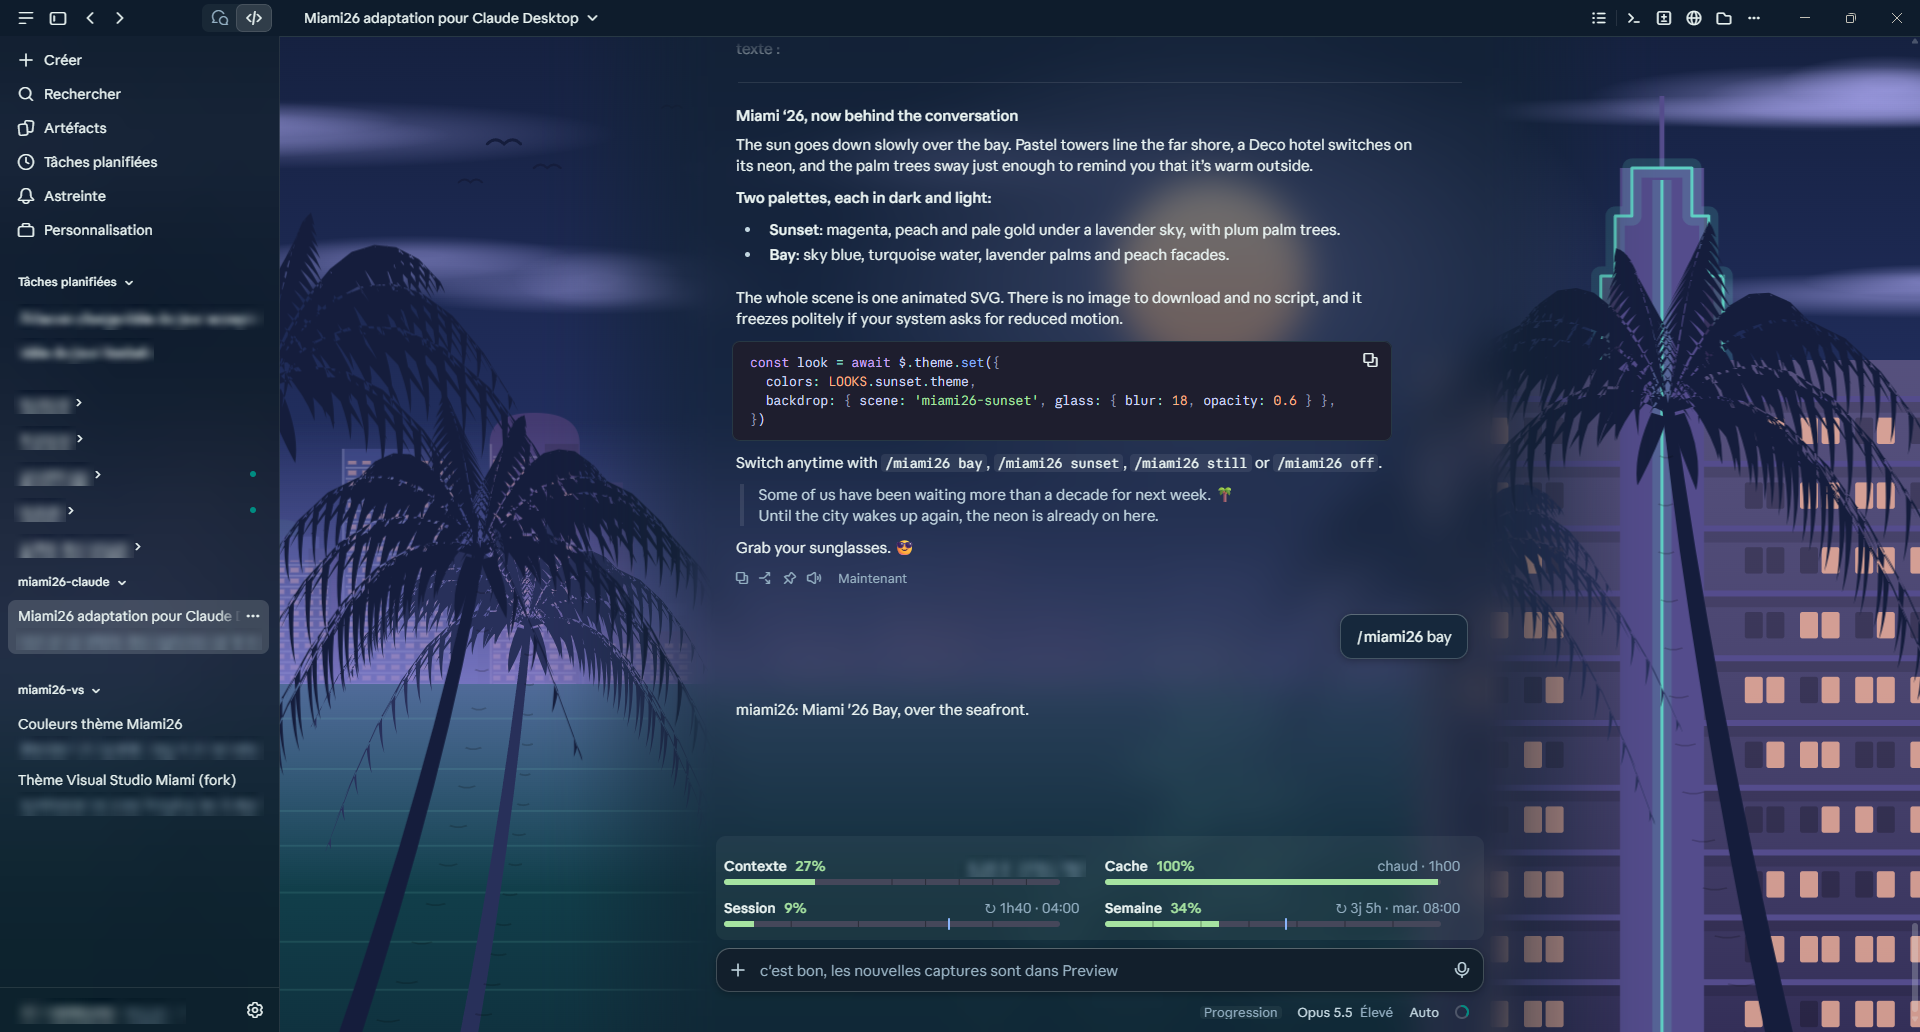 Miami26 adaptation pour Claude Desktop
Créer
Rechercher
Artéfacts
Tâches planifiées
Astreinte
Personnalisation
Tâches planifiées
miami26-claude
Miami26 adaptation pour Claude
miami26-vs
Couleurs thème Miami26
Thème Visual Studio Miami (fork)
texte :
Miami ‘26, now behind the conversation
The sun goes down slowly over the bay. Pastel towers line the far shore, a Deco hotel switches on
its neon, and the palm trees sway just enough to remind you that it’s warm outside.
Two palettes, each in dark and light:
• Sunset: magenta, peach and pale gold under a lavender sky, with plum palm trees.
• Bay: sky blue, turquoise water, lavender palms and peach facades.
The whole scene is one animated SVG. There is no image to download and no script, and it
freezes politely if your system asks for reduced motion.
const look = await $.theme.set({
colors: LOOKS.sunset.theme,
backdrop: { scene: 'miami26-sunset', glass: { blur: 18, opacity: 0.6 } },
})
Switch anytime with /miami26 bay, /miami26 sunset, /miami26 still or /miami26 off.
Some of us have been waiting more than a decade for next week. 🌴
Until the city wakes up again, the neon is already on here.
Grab your sunglasses. 😎
Maintenant
/miami26 bay
miami26: Miami '26 Bay, over the seafront.
Contexte 27%
Cache 100% chaud · 1h00
Session 9% ↻ 1h40 · 04:00
Semaine 34% ↻ 3j 5h · mar. 08:00
c'est bon, les nouvelles captures sont dans Preview
Progression Opus 5.5 Élevé Auto